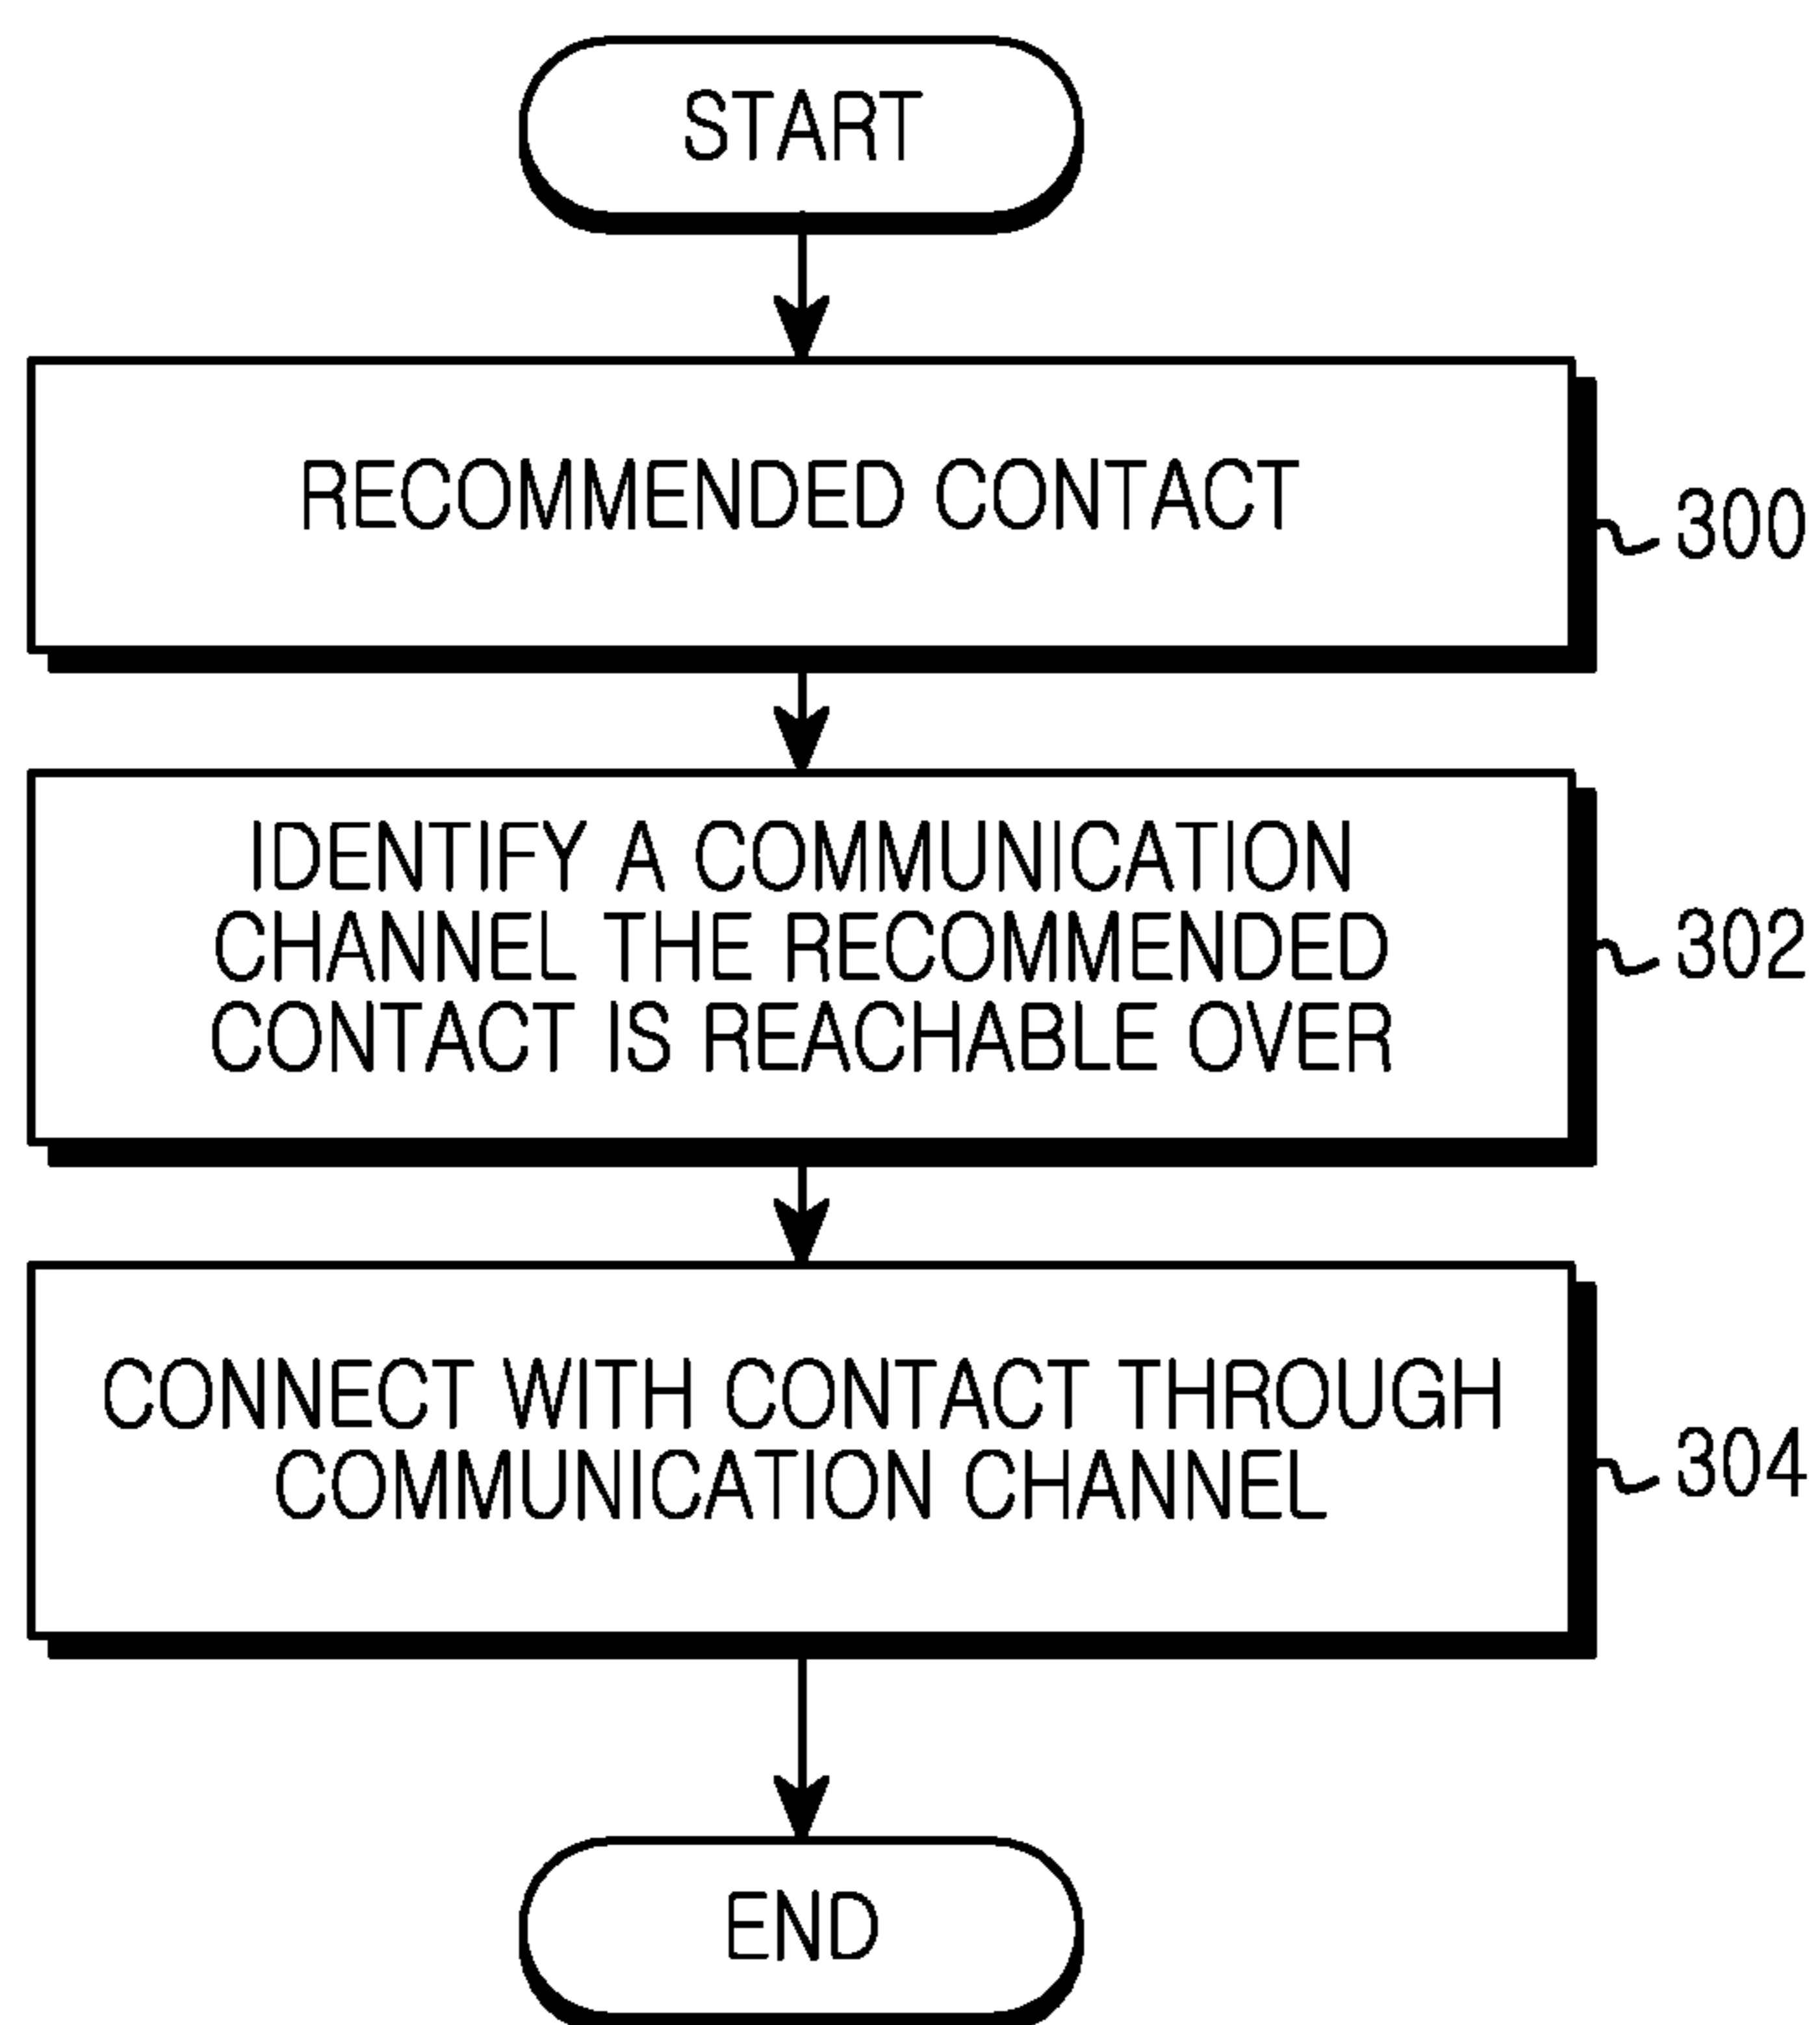 START
RECOMMENDED CONTACT
300
IDENTIFY A COMMUNICATION
CHANNEL THE RECOMMENDED
CONTACT IS REACHABLE OVER
302
CONNECT WITH CONTACT THROUGH
COMMUNICATION CHANNEL
304
END